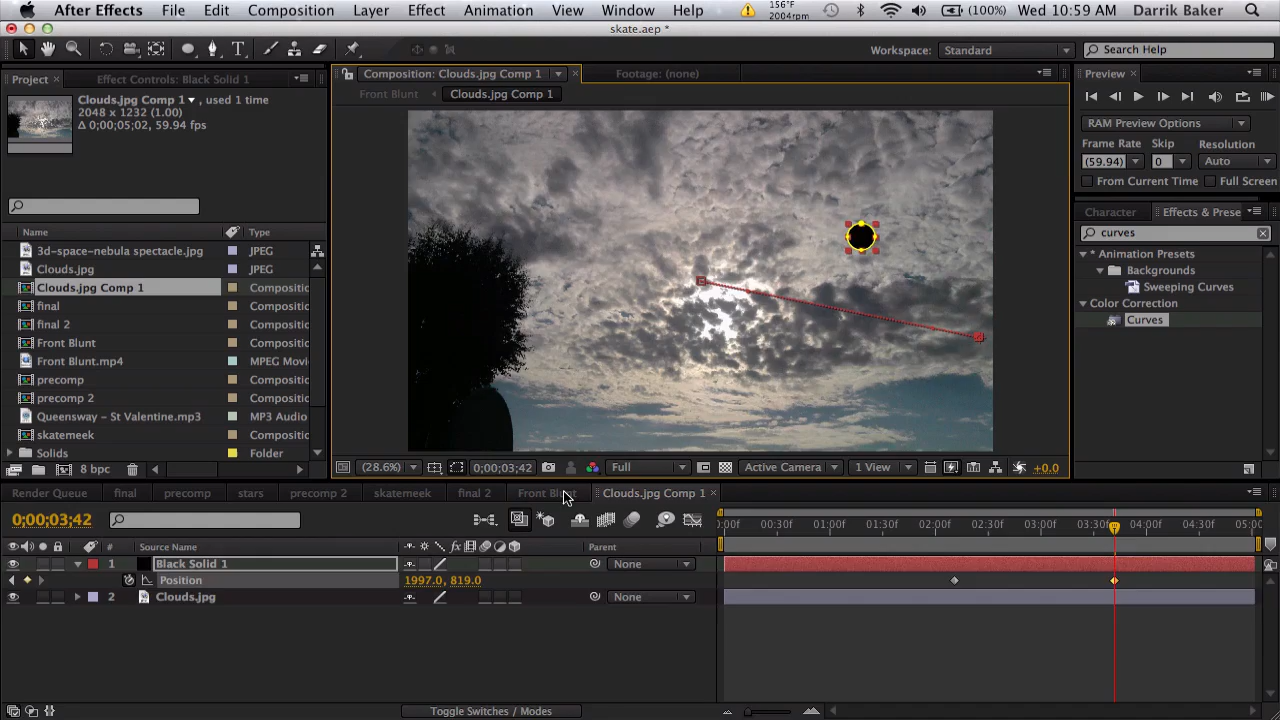 After Effects File Edit Composition Layer Effect Animation View Window Help 156°F 2004rpm (100%) Wed 10:59 AM Darrik Baker
skate.aep *
T Workspace: Standard Search Help
Project Effect Controls: Black Solid 1 Composition: Clouds.jpg Comp 1 Footage: (none) Preview
Front Blunt Clouds.jpg Comp 1
Clouds.jpg Comp 1 , used 1 time
2048 x 1232 (1.00)
Δ 0;00;05;02, 59.94 fps
RAM Preview Options
Frame Rate Skip Resolution
(59.94) 0 Auto
From Current Time Full Screen
Character Effects & Prese
curves
Name Type
3d-space-nebula spectacle.jpg JPEG
Clouds.jpg JPEG
Clouds.jpg Comp 1 Compositic
final Compositic
final 2 Compositic
Front Blunt Compositic
Front Blunt.mp4 MPEG Movie
precomp Compositic
precomp 2 Compositic
Queensway - St Valentine.mp3 MP3 Audio
skatemeek Compositic
Solids Folder
* Animation Presets
Backgrounds
Sweeping Curves
Color Correction
Curves
8 bpc (28.6%) 0;00;03;42 Full Active Camera 1 View +0.0
Render Queue final precomp stars precomp 2 skatemeek final 2 Front Blunt Clouds.jpg Comp 1
0;00;03;42
:00f 00:30f 01:00f 01:30f 02:00f 02:30f 03:00f 03:30f 04:00f 04:30f 05:00
# Source Name fx Parent
1 Black Solid 1 None
Position 1997.0, 819.0
2 Clouds.jpg None
Toggle Switches / Modes